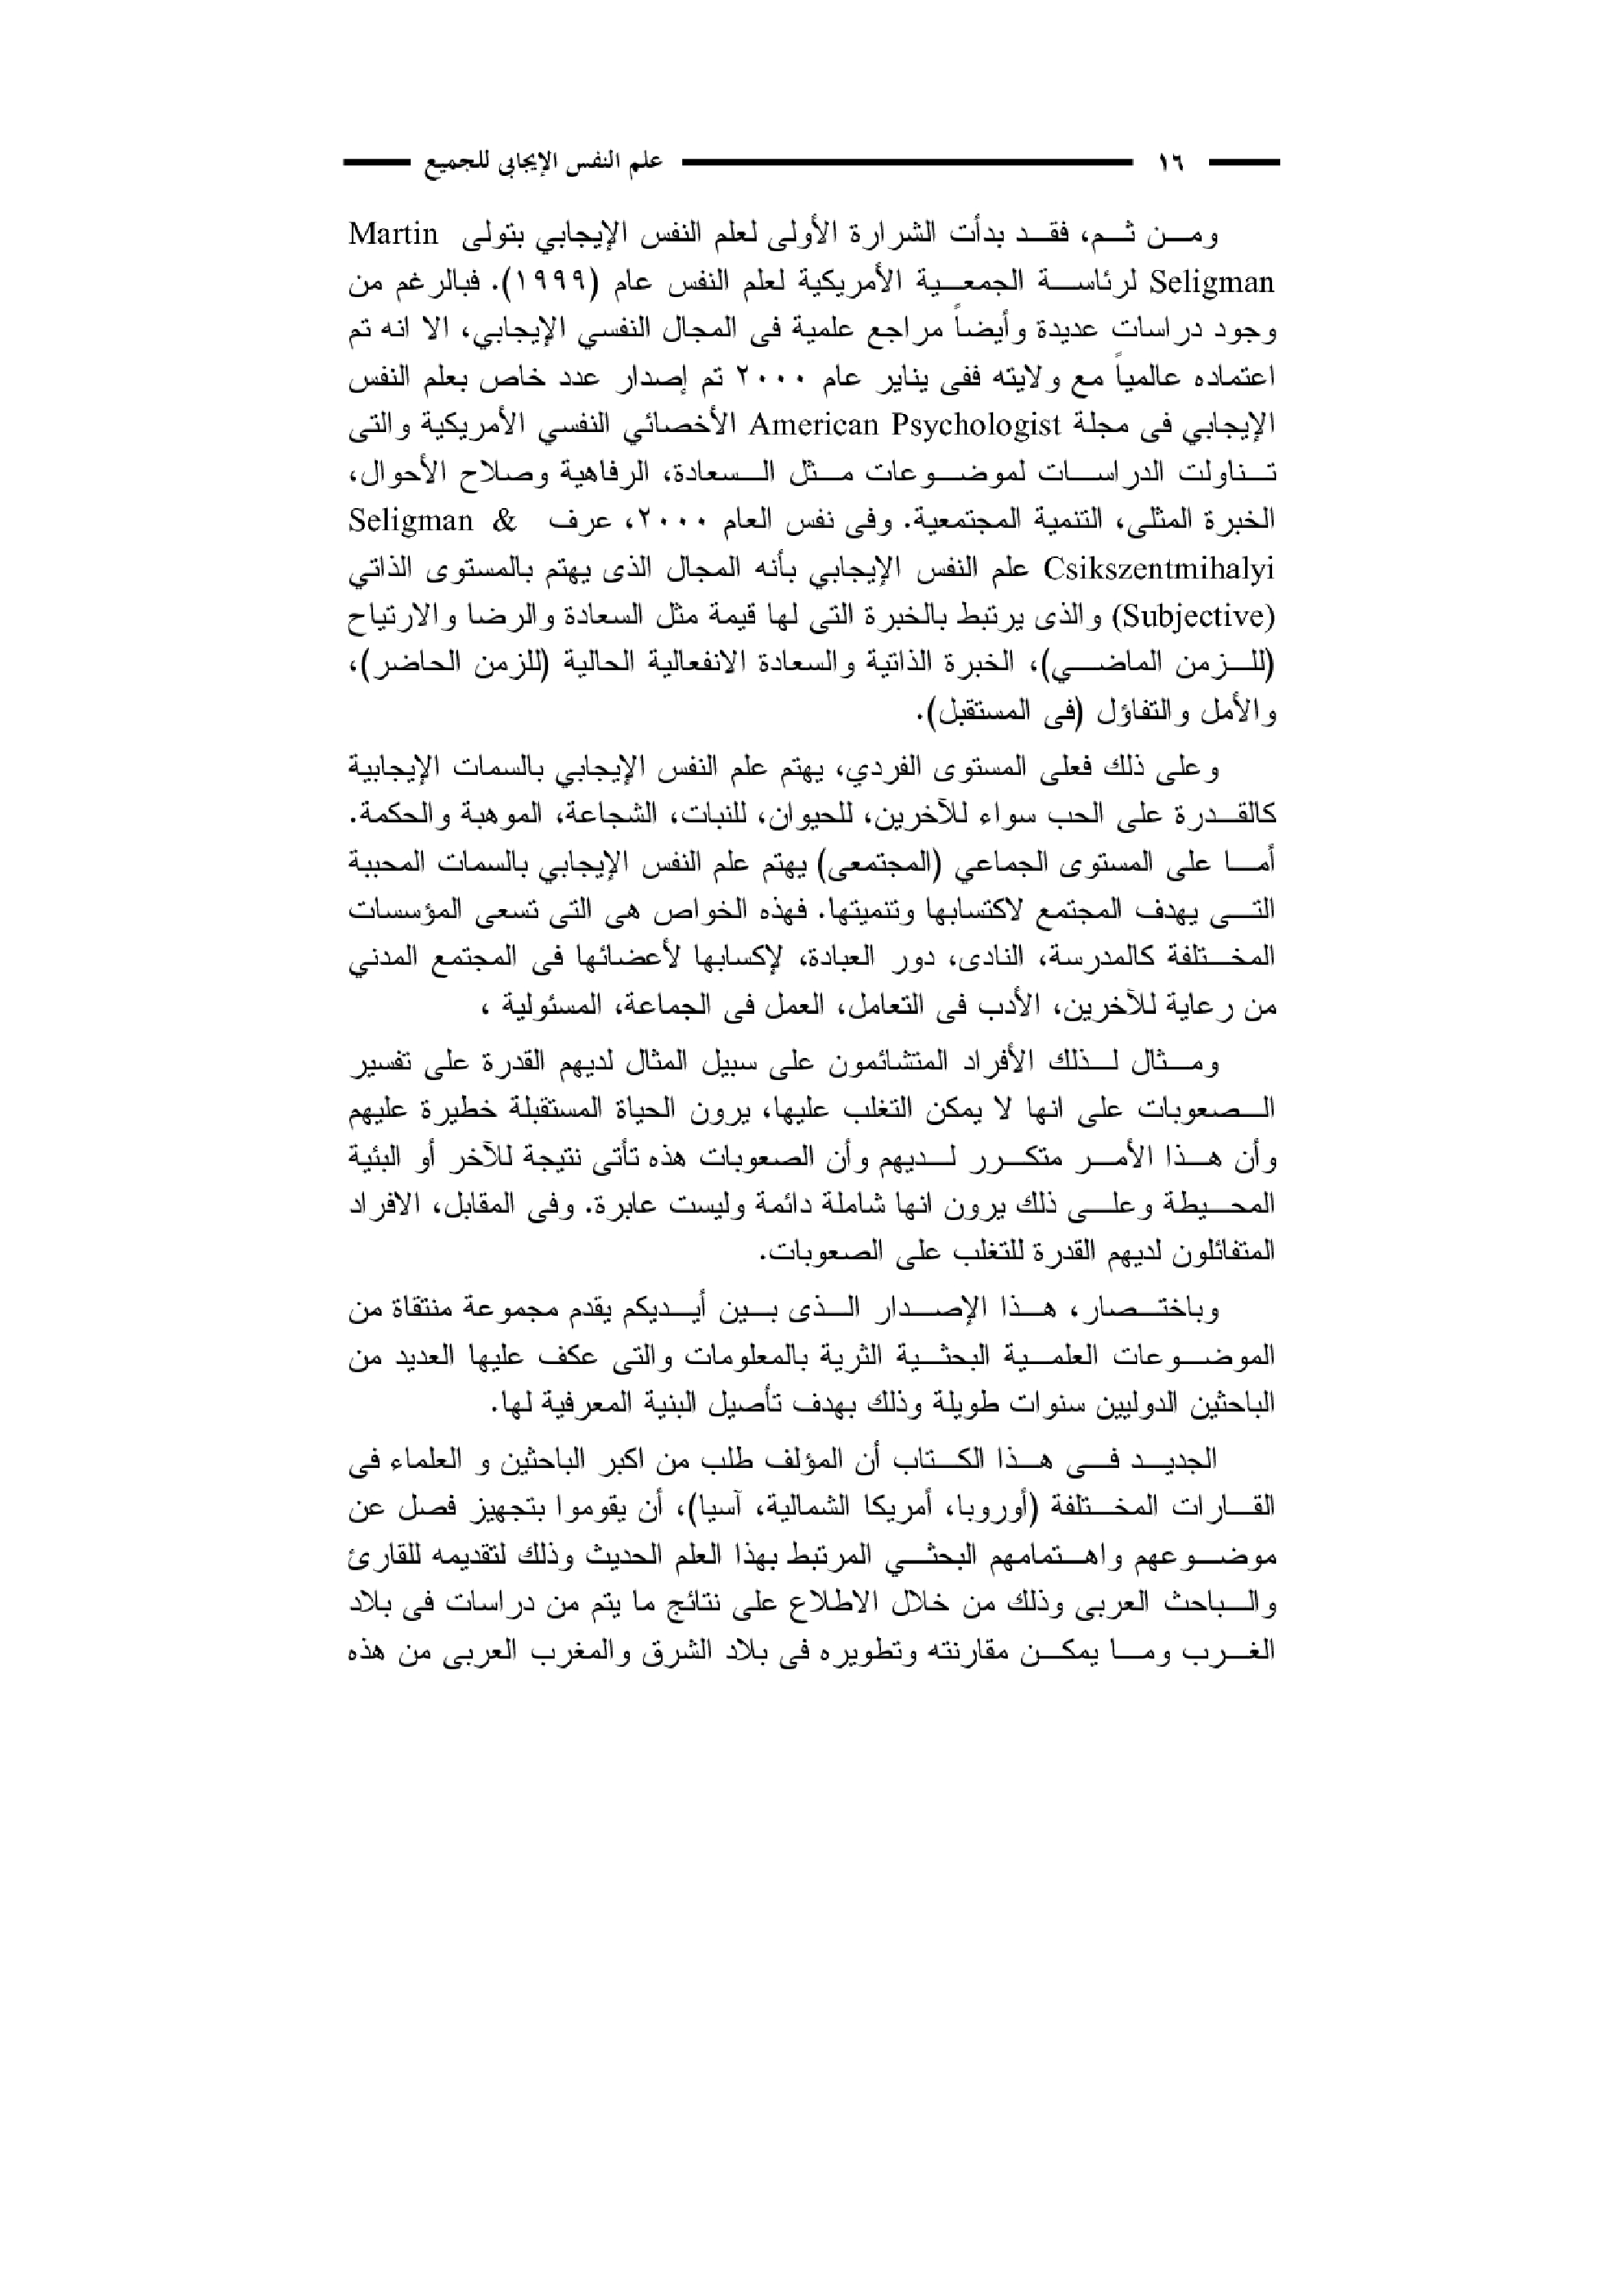 ١٦ علم النفس الإيجابي للجميع
ومن ثم، فقد بدأت الشرارة الأولى لعلم النفس الإيجابي بتولى Martin
Seligman لرئاسة الجمعية الأمريكية لعلم النفس عام (١٩٩٩). فبالرغم من
وجود دراسات عديدة وأيضاً مراجع علمية فى المجال النفسي الإيجابي، الا انه تم
اعتماده عالمياً مع ولايته ففى يناير عام ٢٠٠٠ تم إصدار عدد خاص بعلم النفس
الإيجابي فى مجلة American Psychologist الأخصائي النفسي الأمريكية والتى
تناولت الدراسات لموضوعات مثل السعادة، الرفاهية وصلاح الأحوال،
الخبرة المثلى، التنمية المجتمعية. وفى نفس العام ٢٠٠٠، عرف Seligman &
Csikszentmihalyi علم النفس الإيجابي بأنه المجال الذى يهتم بالمستوى الذاتي
(Subjective) والذى يرتبط بالخبرة التى لها قيمة مثل السعادة والرضا والارتياح
(للزمن الماضي)، الخبرة الذاتية والسعادة الانفعالية الحالية (للزمن الحاضر)،
والأمل والتفاؤل (فى المستقبل).
وعلى ذلك فعلى المستوى الفردي، يهتم علم النفس الإيجابي بالسمات الإيجابية
كالقدرة على الحب سواء للآخرين، للحيوان، للنبات، الشجاعة، الموهبة والحكمة.
أما على المستوى الجماعي (المجتمعى) يهتم علم النفس الإيجابي بالسمات المحببة
التى يهدف المجتمع لاكتسابها وتنميتها. فهذه الخواص هى التى تسعى المؤسسات
المختلفة كالمدرسة، النادى، دور العبادة، لإكسابها لأعضائها فى المجتمع المدني
من رعاية للآخرين، الأدب فى التعامل، العمل فى الجماعة، المسئولية ،
ومثال لذلك الأفراد المتشائمون على سبيل المثال لديهم القدرة على تفسير
الصعوبات على انها لا يمكن التغلب عليها، يرون الحياة المستقبلة خطيرة عليهم
وأن هذا الأمر متكرر لديهم وأن الصعوبات هذه تأتى نتيجة للآخر أو البئية
المحيطة وعلى ذلك يرون انها شاملة دائمة وليست عابرة. وفى المقابل، الافراد
المتفائلون لديهم القدرة للتغلب على الصعوبات.
وباختصار، هذا الإصدار الذى بين أيديكم يقدم مجموعة منتقاة من
الموضوعات العلمية البحثية الثرية بالمعلومات والتى عكف عليها العديد من
الباحثين الدوليين سنوات طويلة وذلك بهدف تأصيل البنية المعرفية لها.
الجديد فى هذا الكتاب أن المؤلف طلب من اكبر الباحثين و العلماء فى
القارات المختلفة (أوروبا، أمريكا الشمالية، آسيا)، أن يقوموا بتجهيز فصل عن
موضوعهم واهتمامهم البحثي المرتبط بهذا العلم الحديث وذلك لتقديمه للقارئ
والباحث العربى وذلك من خلال الاطلاع على نتائج ما يتم من دراسات فى بلاد
الغرب وما يمكن مقارنته وتطويره فى بلاد الشرق والمغرب العربى من هذه